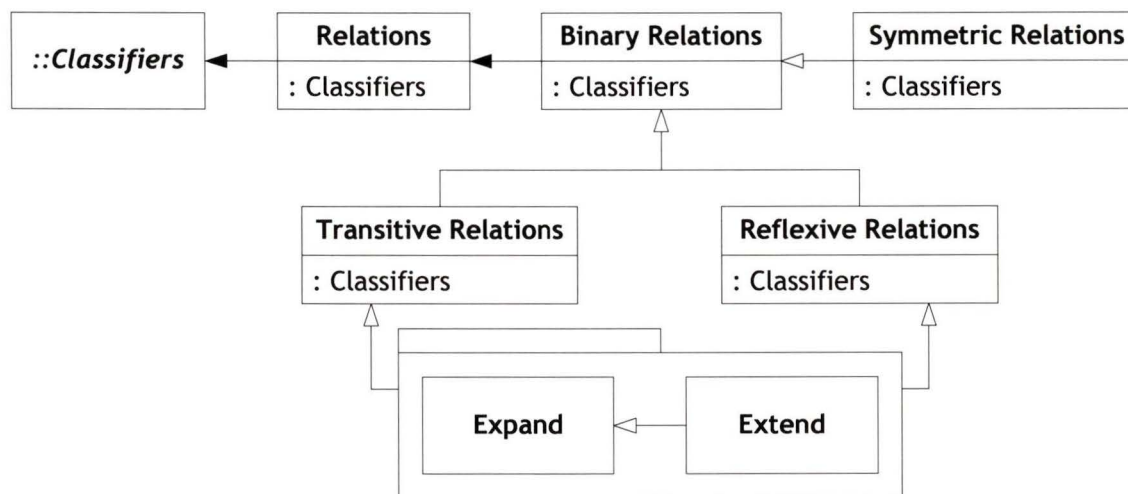 ::Classifiers
Relations
: Classifiers
Binary Relations
: Classifiers
Symmetric Relations
: Classifiers
Transitive Relations
: Classifiers
Reflexive Relations
: Classifiers
Expand
Extend